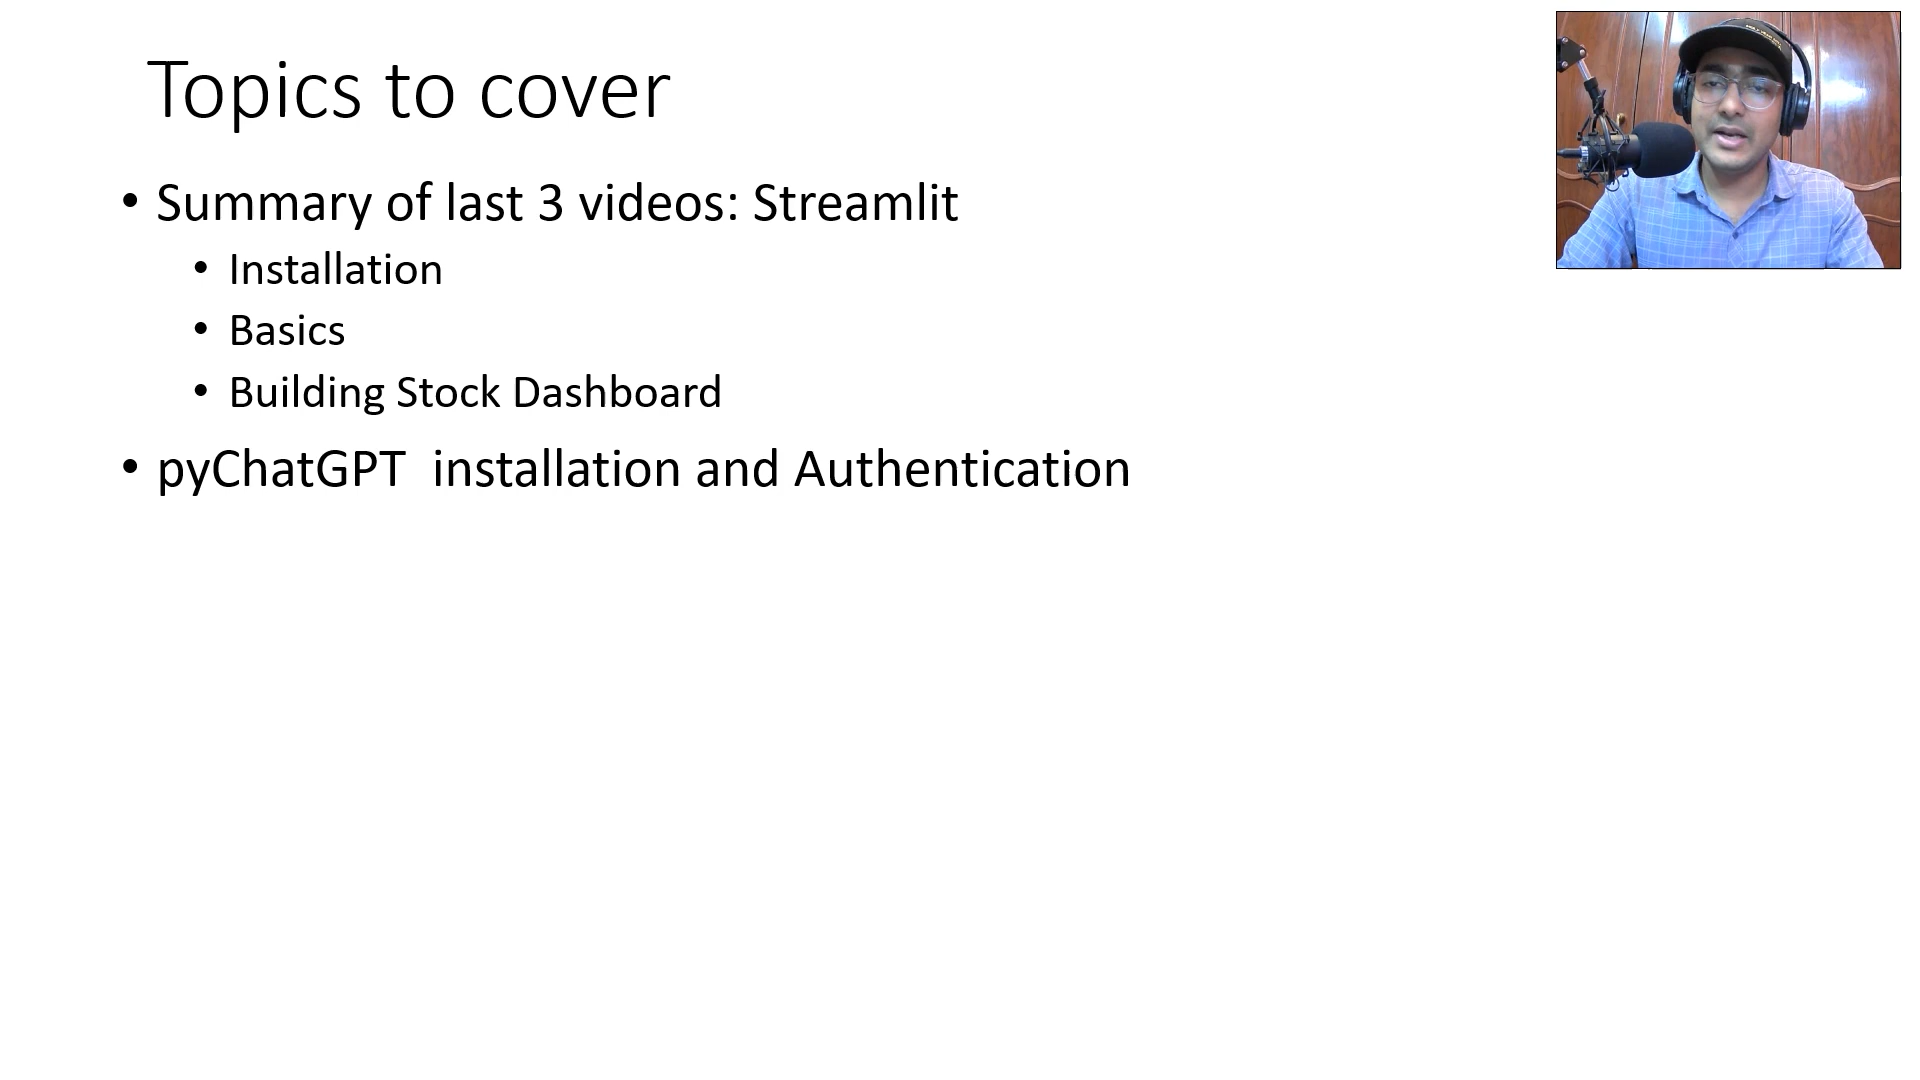 Topics to cover
• Summary of last 3 videos: Streamlit
• Installation
• Basics
• Building Stock Dashboard
• pyChatGPT  installation and Authentication